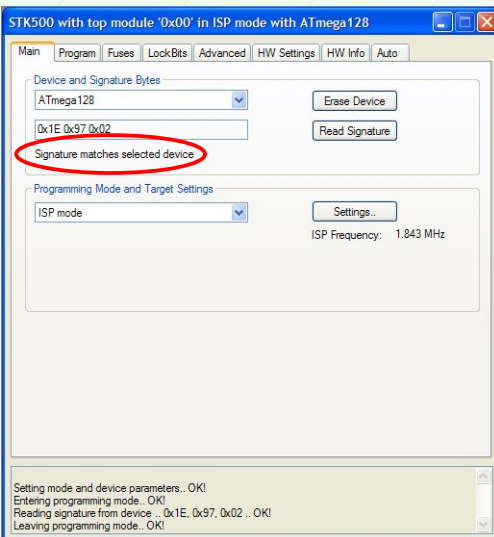 STK500 with top module '0x00' in ISP mode with ATmega128
Main Program Fuses LockBits Advanced HW Settings HW Info Auto
Device and Signature Bytes
ATmega128 Erase Device
0x1E 0x97 0x02 Read Signature
Signature matches selected device
Programming Mode and Target Settings
ISP mode Settings..
ISP Frequency: 1.843 MHz
Setting mode and device parameters.. OK!
Entering programming mode.. OK!
Reading signature from device .. 0x1E, 0x97, 0x02 .. OK!
Leaving programming mode.. OK!